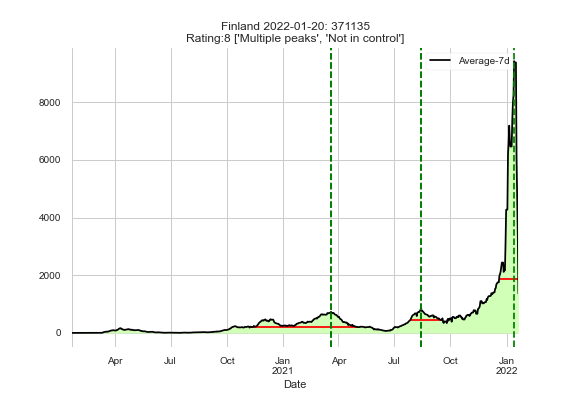 Finland 2022-01-20: 371135
Rating:8 ['Multiple peaks', 'Not in control']
Average-7d
8000
6000
4000
2000
0
Apr
Jul
Oct
Jan
2021
Apr
Jul
Oct
Jan
2022
Date